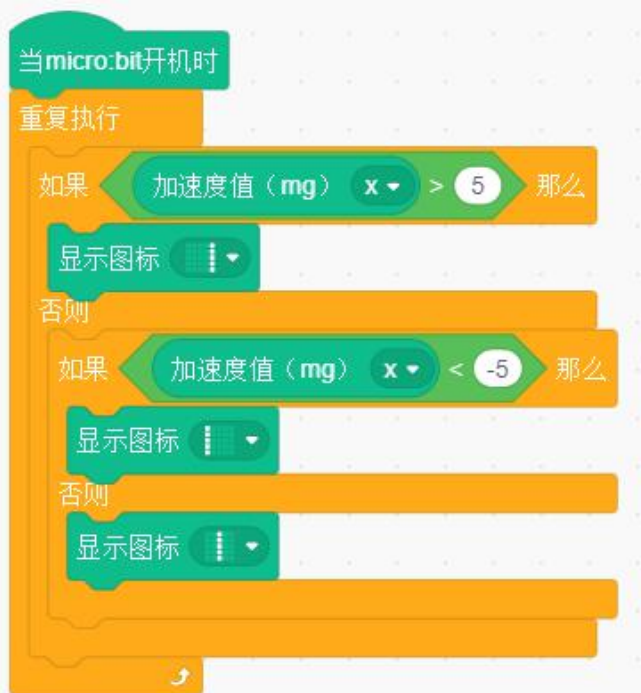 当micro:bit开机时
重复执行
如果 加速度值（mg） x > 5 那么
显示图标
否则
如果 加速度值（mg） x < -5 那么
显示图标
否则
显示图标